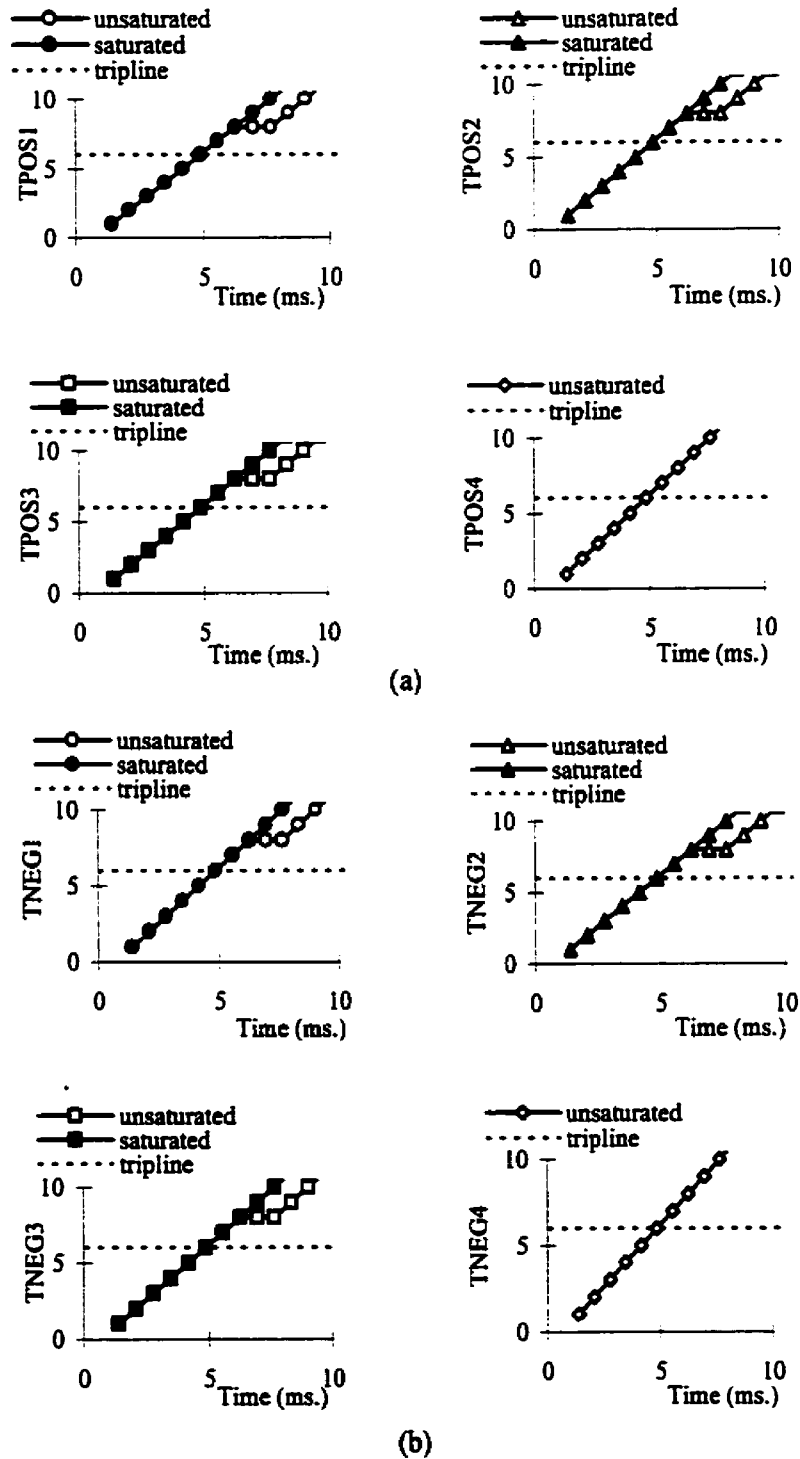 unsaturated
saturated
tripline
TPOS1
10
5
0
0 5 10
Time (ms.)
unsaturated
saturated
tripline
TPOS2
10
5
0
0 5 10
Time (ms.)
unsaturated
saturated
tripline
TPOS3
10
5
0
0 5 10
Time (ms.)
unsaturated
tripline
TPOS4
10
5
0
0 5 10
Time (ms.)
(a)
unsaturated
saturated
tripline
TNEG1
10
5
0
0 5 10
Time (ms.)
unsaturated
saturated
tripline
TNEG2
10
5
0
0 5 10
Time (ms.)
unsaturated
saturated
tripline
TNEG3
10
5
0
0 5 10
Time (ms.)
unsaturated
tripline
TNEG4
10
5
0
0 5 10
Time (ms.)
(b)